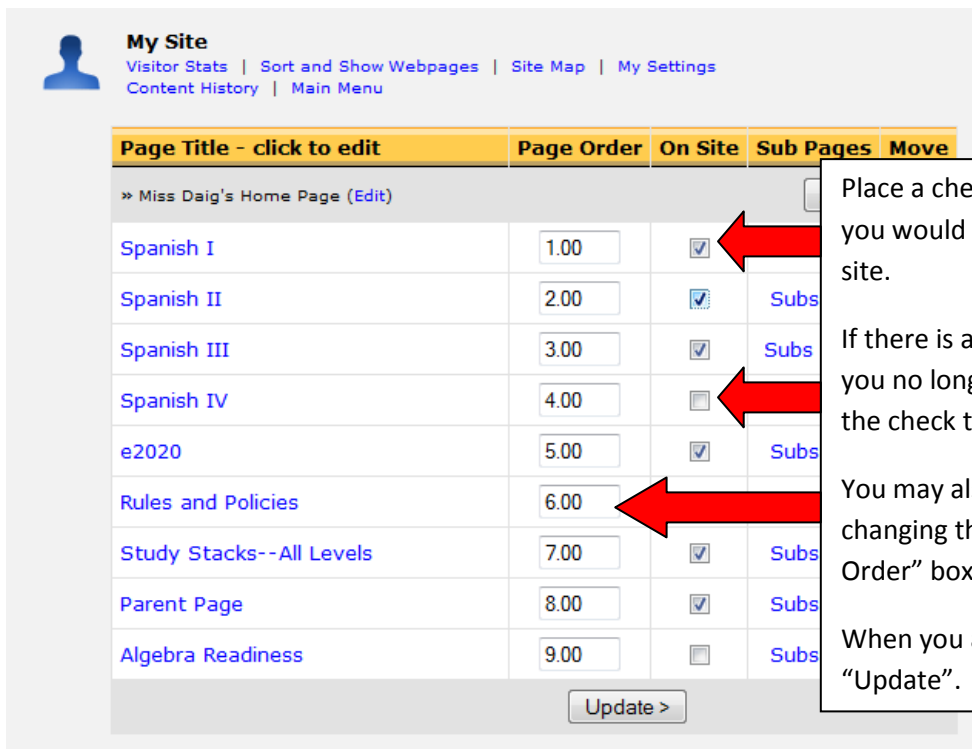 My Site
Visitor Stats | Sort and Show Webpages | Site Map | My Settings
Content History | Main Menu
Page Title - click to edit Page Order On Site Sub Pages Move
» Miss Daig's Home Page (Edit)
Spanish I 1.00
Spanish II 2.00 Subs
Spanish III 3.00 Subs
Spanish IV 4.00
e2020 5.00 Subs
Rules and Policies 6.00
Study Stacks--All Levels 7.00 Subs
Parent Page 8.00 Subs
Algebra Readiness 9.00 Subs
Update >
Place a che
you would
site.
If there is a
you no long
the check t
You may al
changing th
Order” box
When you
“Update”.